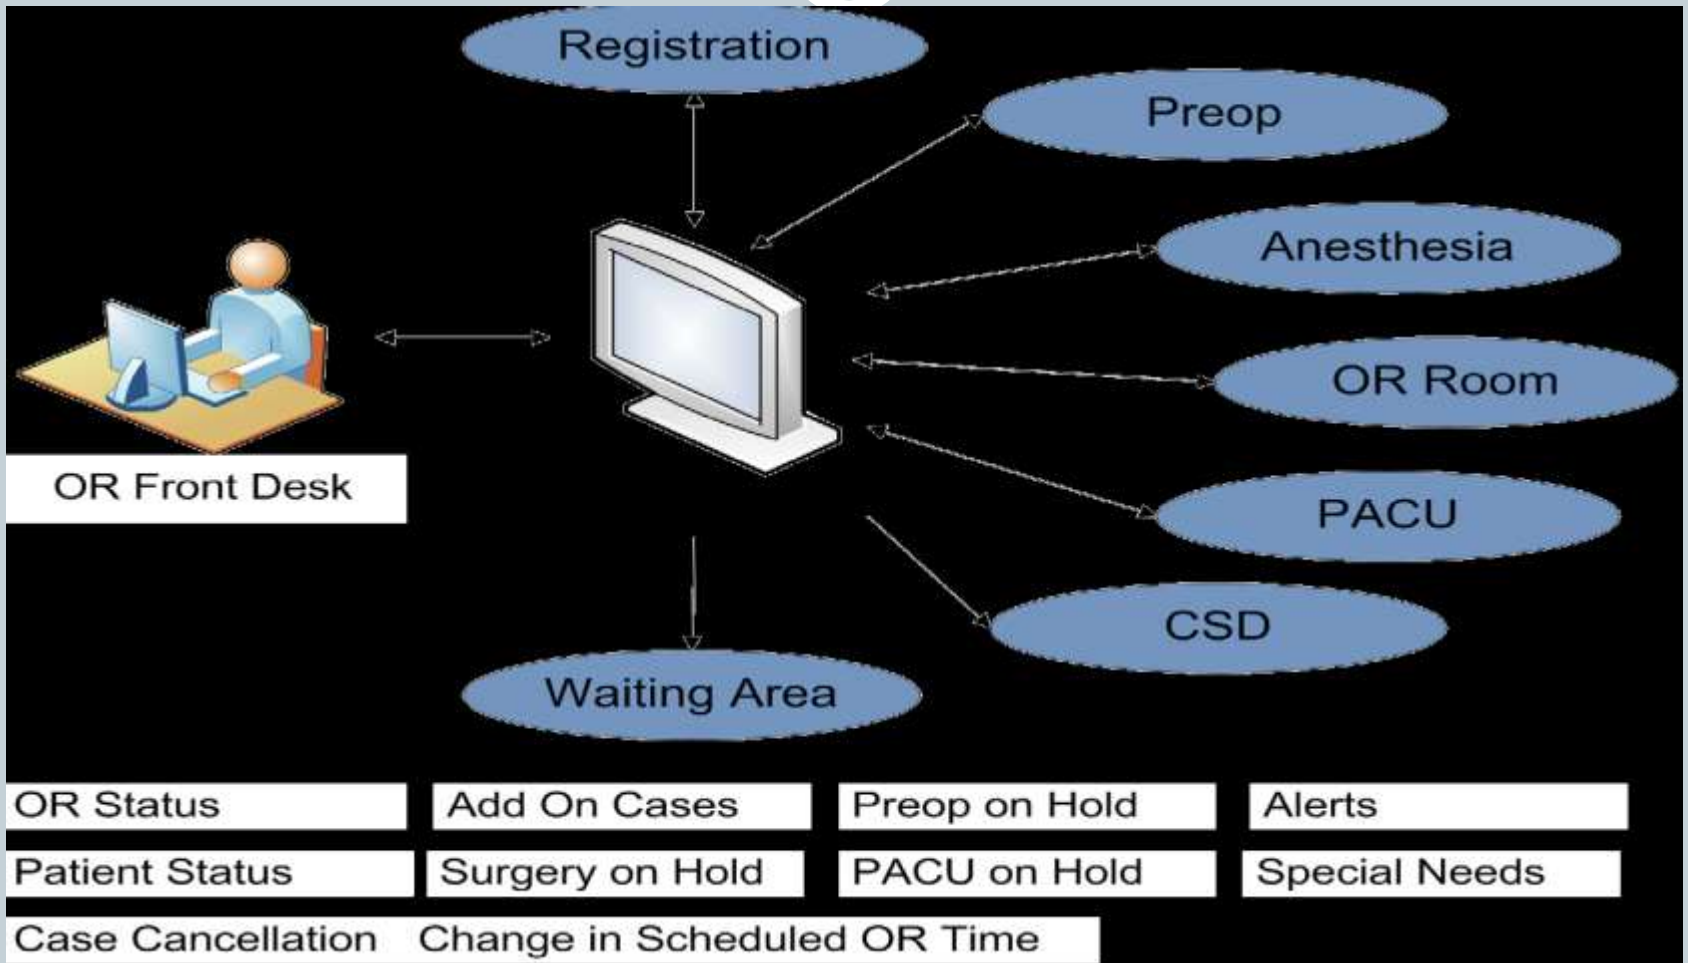 Registration
Preop
Anesthesia
OR Room
OR Front Desk
PACU
CSD
Waiting Area
OR Status
Add On Cases
Preop on Hold
Alerts
Patient Status
Surgery on Hold
PACU on Hold
Special Needs
Case Cancellation Change in Scheduled OR Time